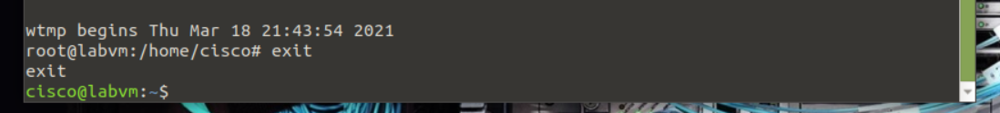 wtmp begins Thu Mar 18 21:43:54 2021
root@labvm:/home/cisco# exit
exit
cisco@labvm:~$